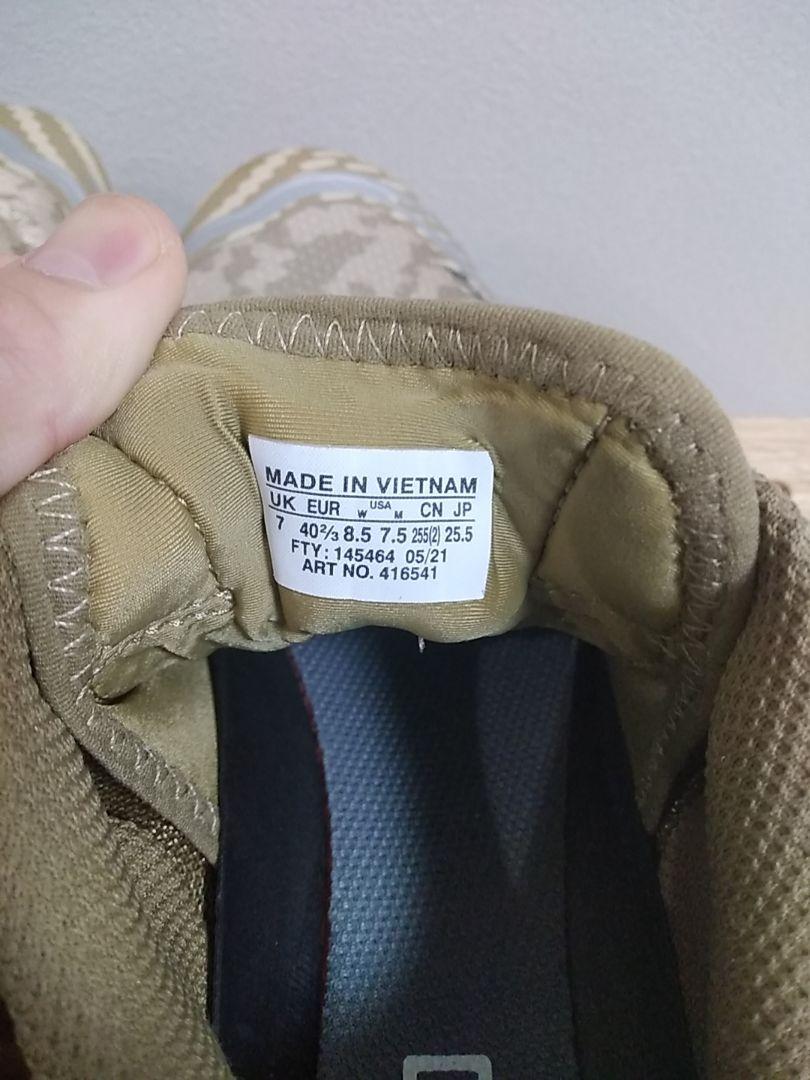 MADE IN VIETNAM
UK EUR W USA M CN JP
7 40⅔ 8.5 7.5 255(2) 25.5
FTY: 145464 05/21
ART NO. 416541